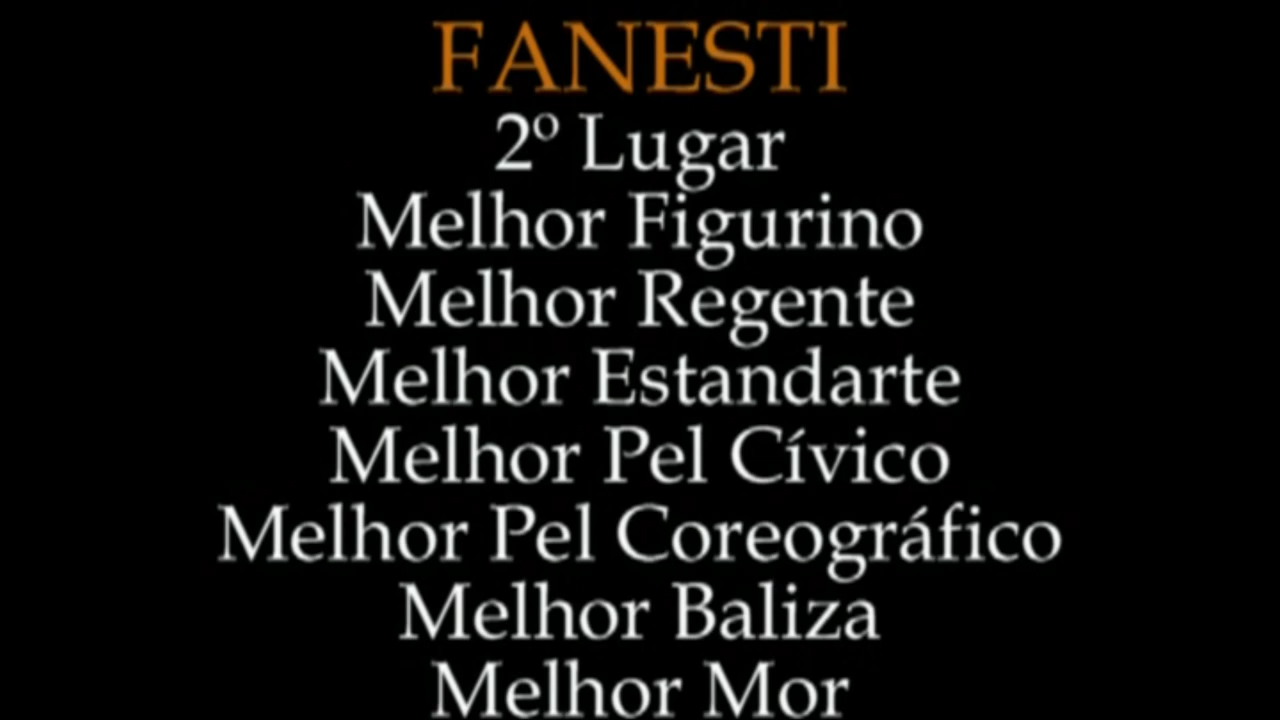 FANESTI
2º Lugar
Melhor Figurino
Melhor Regente
Melhor Estandarte
Melhor Pel Cívico
Melhor Pel Coreográfico
Melhor Baliza
Melhor Mor